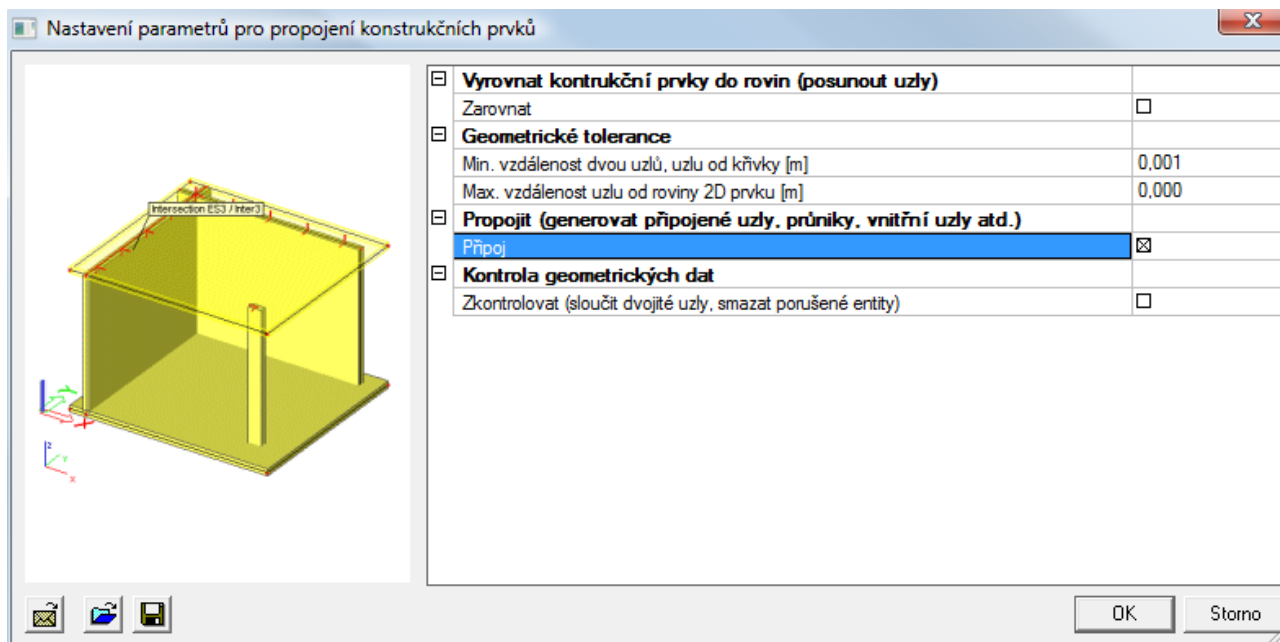 Nastavení parametrů pro propojení konstrukčních prvků
Vyrovnat kontrukční prvky do rovin (posunout uzly)
Zarovnat
Geometrické tolerance
Min. vzdálenost dvou uzlů, uzlu od křivky [m] 0,001
Max. vzdálenost uzlu od roviny 2D prvku [m] 0,000
Propojit (generovat připojené uzly, průniky, vnitřní uzly atd.)
Připoj
Kontrola geometrických dat
Zkontrolovat (sloučit dvojité uzly, smazat porušené entity)
Intersection ES3 / Inter3
Y
X
z
Y
x
OK Storno